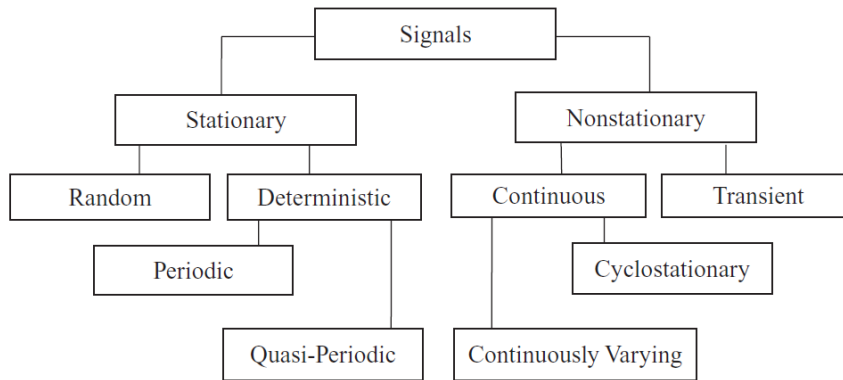 Signals
Stationary
Nonstationary
Random
Deterministic
Continuous
Transient
Periodic
Cyclostationary
Quasi-Periodic
Continuously Varying